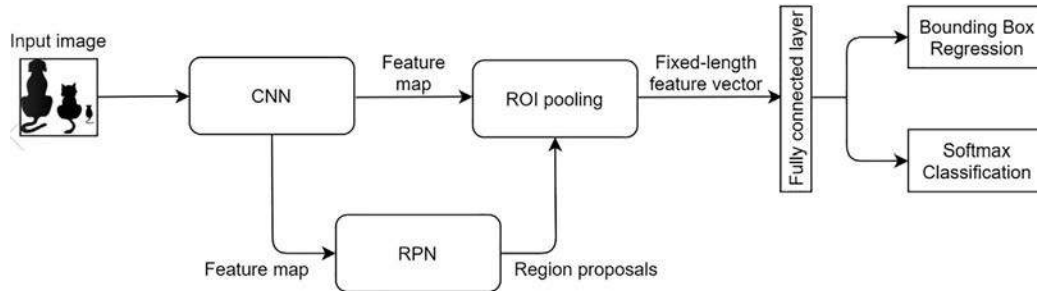 Input image
CNN
Feature
map
ROI pooling
Fixed-length
feature vector
Fully connected layer
Bounding Box
Regression
Softmax
Classification
Feature map
RPN
Region proposals